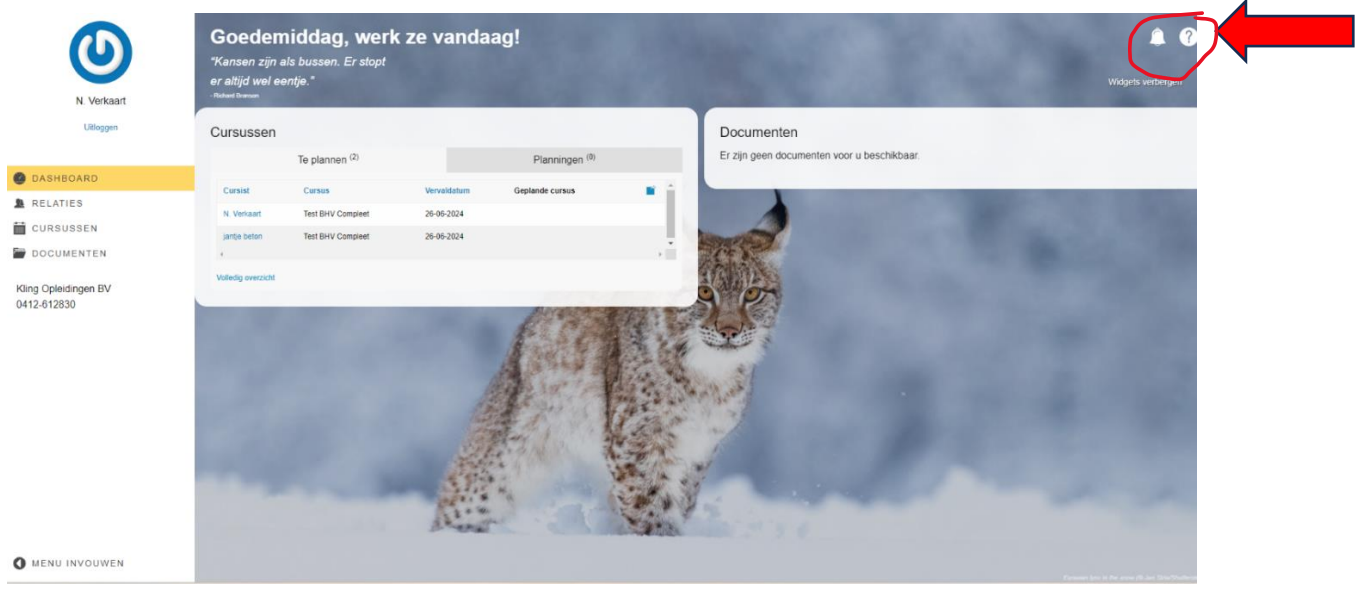 N. Verkaart
Uitloggen
DASHBOARD
RELATIES
CURSUSSEN
DOCUMENTEN
Kling Opleidingen BV
0412-612830
MENU INVOUWEN
Goedemiddag, werk ze vandaag!
"Kansen zijn als bussen. Er stopt
er altijd wel eentje."
- Richard Branson
?
Widgets verbergen
Cursussen
Te plannen (2)
Planningen (0)
Cursist Cursus Vervaldatum Geplande cursus
N. Verkaart Test BHV Compleet 26-06-2024
jantje beton Test BHV Compleet 26-06-2024
Volledig overzicht
Documenten
Er zijn geen documenten voor u beschikbaar.